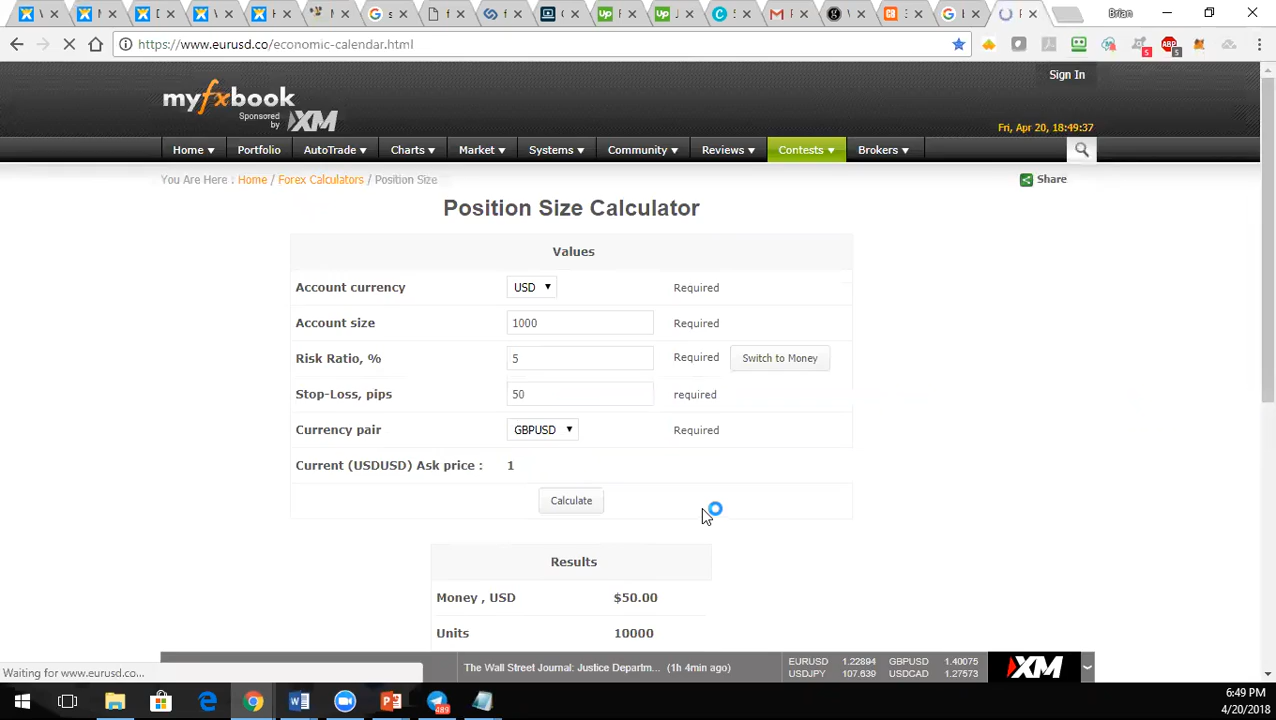 Brian
https://www.eurusd.co/economic-calendar.html
myfxbook
Sign In
Sponsored by XM
Fri, Apr 20, 18:49:37
Home Portfolio AutoTrade Charts Market Systems Community Reviews Contests Brokers
You Are Here : Home / Forex Calculators / Position Size
Share
Position Size Calculator
Values
Account currency USD Required
Account size 1000 Required
Risk Ratio, % 5 Required Switch to Money
Stop-Loss, pips 50 required
Currency pair GBPUSD Required
Current (USDUSD) Ask price : 1
Calculate
Results
Money , USD $50.00
Units 10000
Waiting for www.eurusd.co...
The Wall Street Journal: Justice Departm... (1h 4min ago)
EURUSD 1.22894 GBPUSD 1.40075
USDJPY 107.639 USDCAD 1.27573
XM
489
6:49 PM
4/20/2018